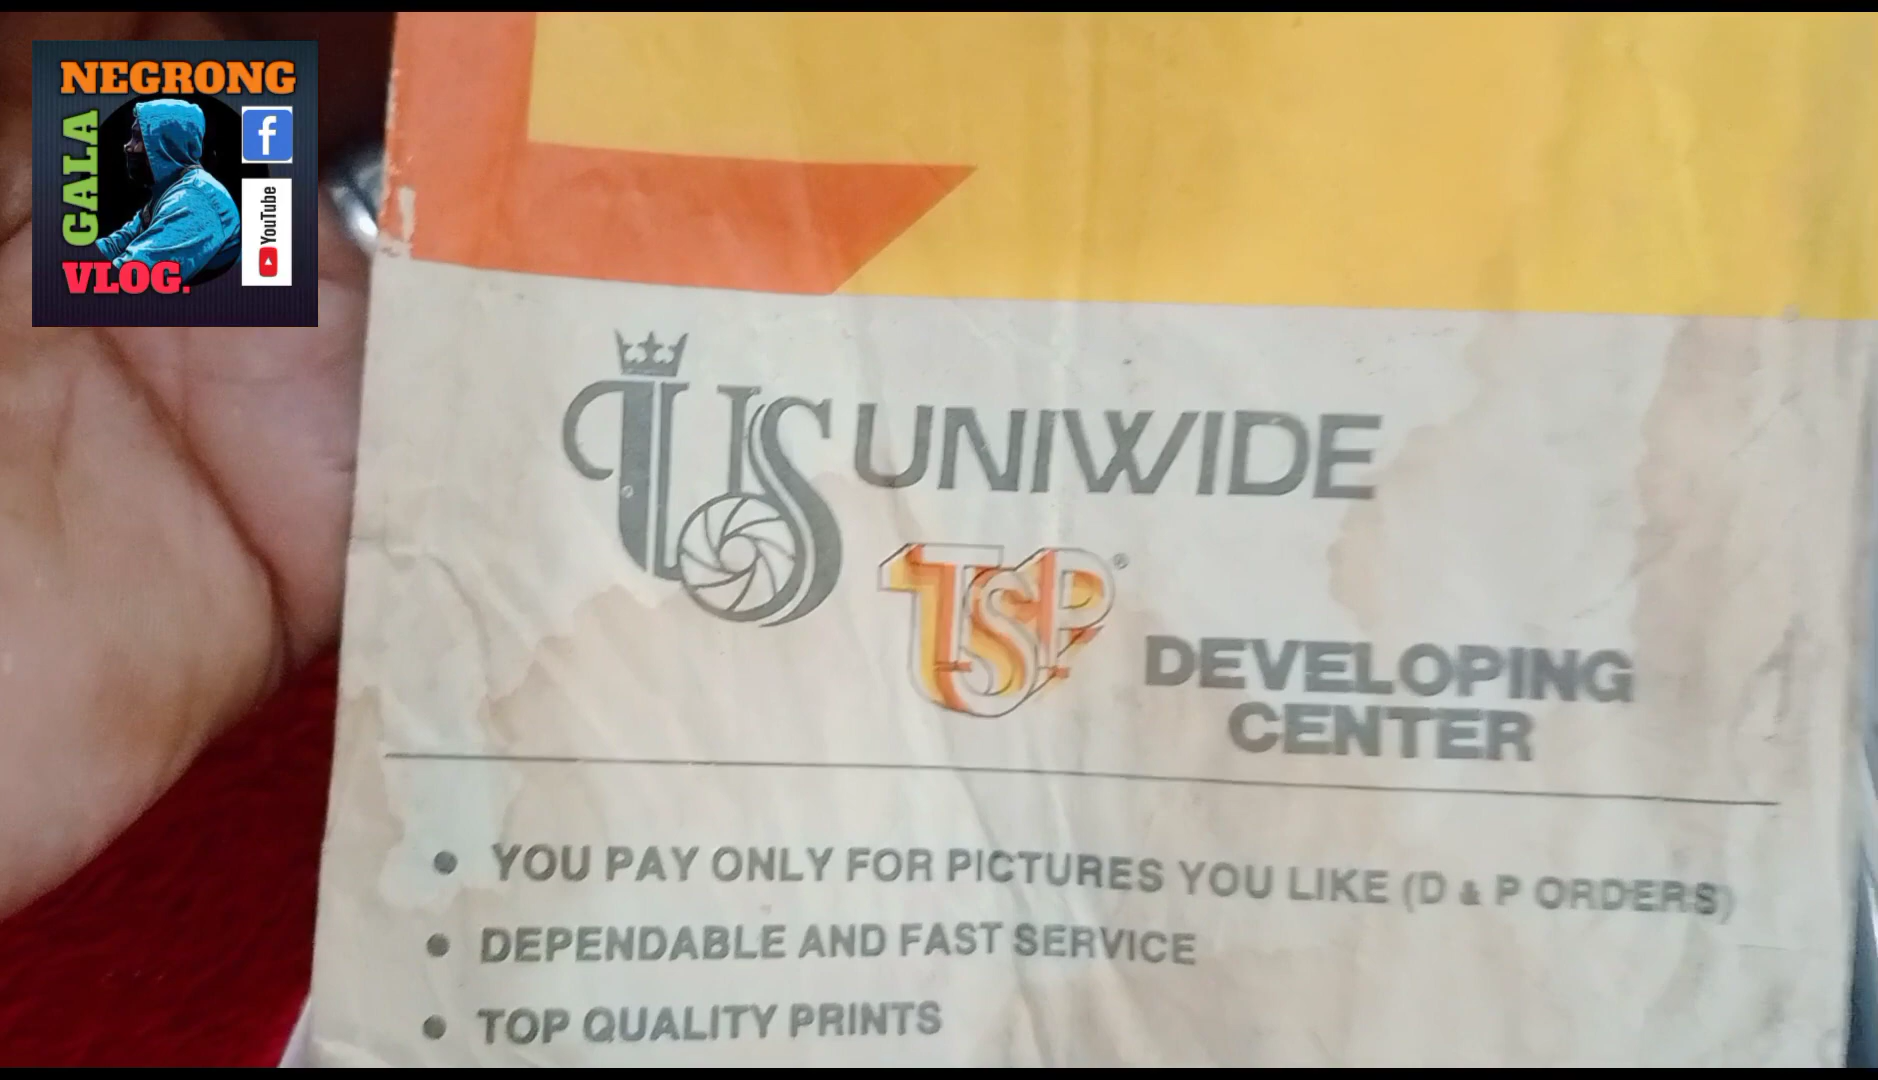 NEGRONG
GALA
VLOG.
f
YouTube
US UNIWIDE
TSP®
DEVELOPING
CENTER
• YOU PAY ONLY FOR PICTURES YOU LIKE (D & P ORDERS)
• DEPENDABLE AND FAST SERVICE
• TOP QUALITY PRINTS